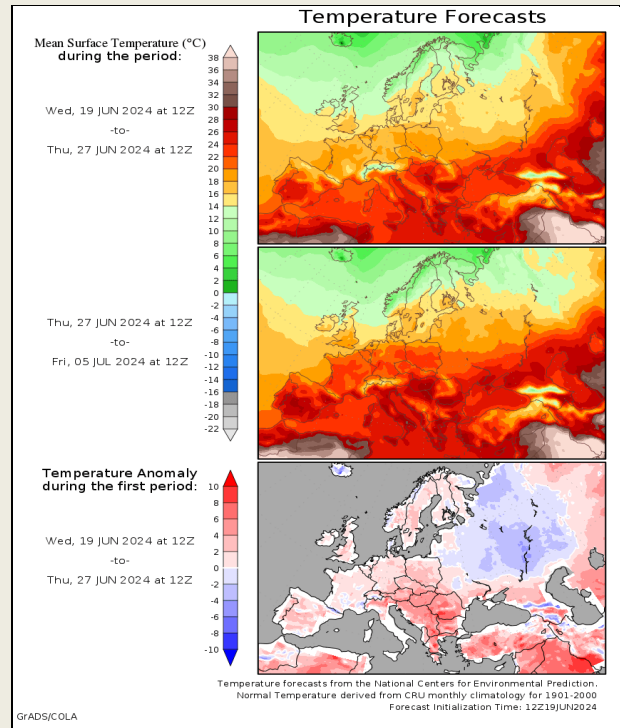 Temperature Forecasts
Mean Surface Temperature (°C)
during the period:
Wed, 19 JUN 2024 at 12Z
-to-
Thu, 27 JUN 2024 at 12Z
38
36
34
32
30
28
26
24
22
20
18
16
14
12
10
8
6
4
2
0
-2
-4
-6
-8
-10
-12
-14
-16
-18
-20
-22
Thu, 27 JUN 2024 at 12Z
-to-
Fri, 05 JUL 2024 at 12Z
Temperature Anomaly
during the first period:
Wed, 19 JUN 2024 at 12Z
-to-
Thu, 27 JUN 2024 at 12Z
10
8
6
4
2
0
-2
-4
-6
-8
-10
Temperature forecasts from the National Centers for Environmental Prediction.
Normal Temperature derived from CRU monthly climatology for 1901-2000
Forecast Initialization Time: 12Z19JUN2024
GrADS/COLA